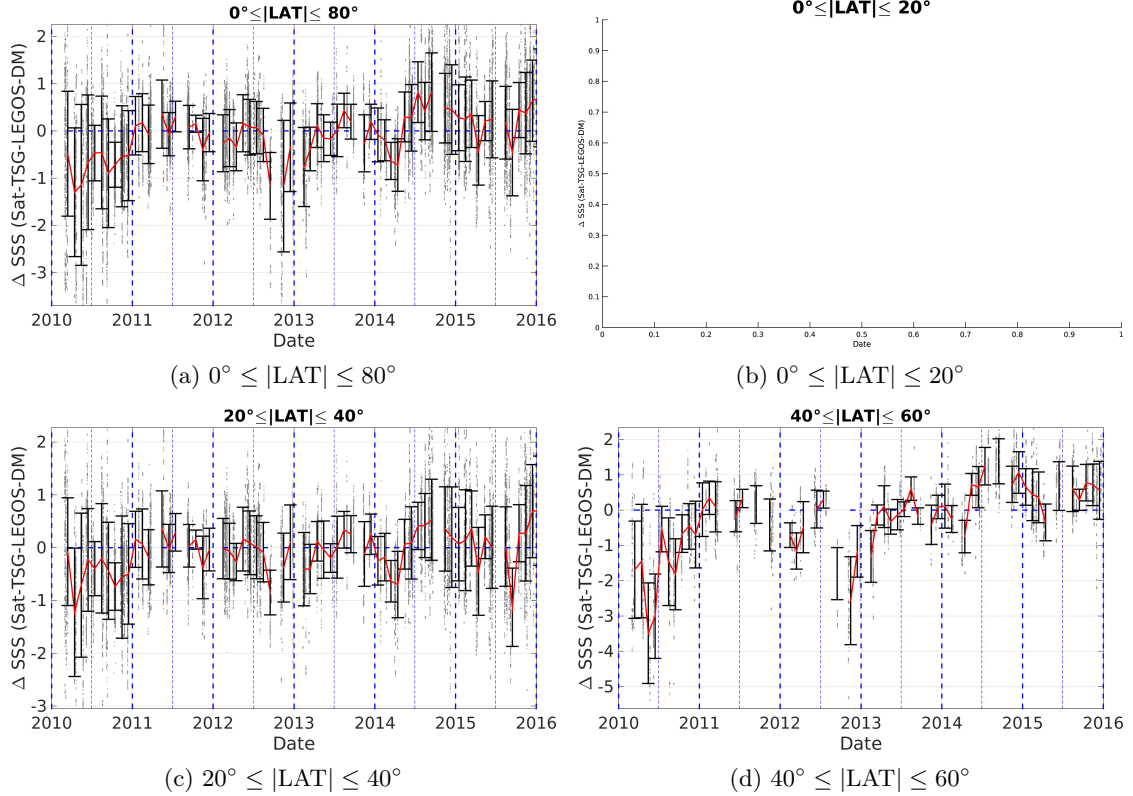 0°≤|LAT|≤ 80°
2
1
0
-1
-2
-3
Δ SSS (Sat-TSG-LEGOS-DM)
2010 2011 2012 2013 2014 2015 2016
Date
(a) 0° ≤ |LAT| ≤ 80°
0°≤|LAT|≤ 20°
1
0.9
0.8
0.7
0.6
0.5
0.4
0.3
0.2
0.1
0
Δ SSS (Sat-TSG-LEGOS-DM)
0 0.1 0.2 0.3 0.4 0.5 0.6 0.7 0.8 0.9 1
Date
(b) 0° ≤ |LAT| ≤ 20°
20°≤|LAT|≤ 40°
2
1
0
-1
-2
-3
Δ SSS (Sat-TSG-LEGOS-DM)
2010 2011 2012 2013 2014 2015 2016
Date
(c) 20° ≤ |LAT| ≤ 40°
40°≤|LAT|≤ 60°
2
1
0
-1
-2
-3
-4
-5
Δ SSS (Sat-TSG-LEGOS-DM)
2010 2011 2012 2013 2014 2015 2016
Date
(d) 40° ≤ |LAT| ≤ 60°